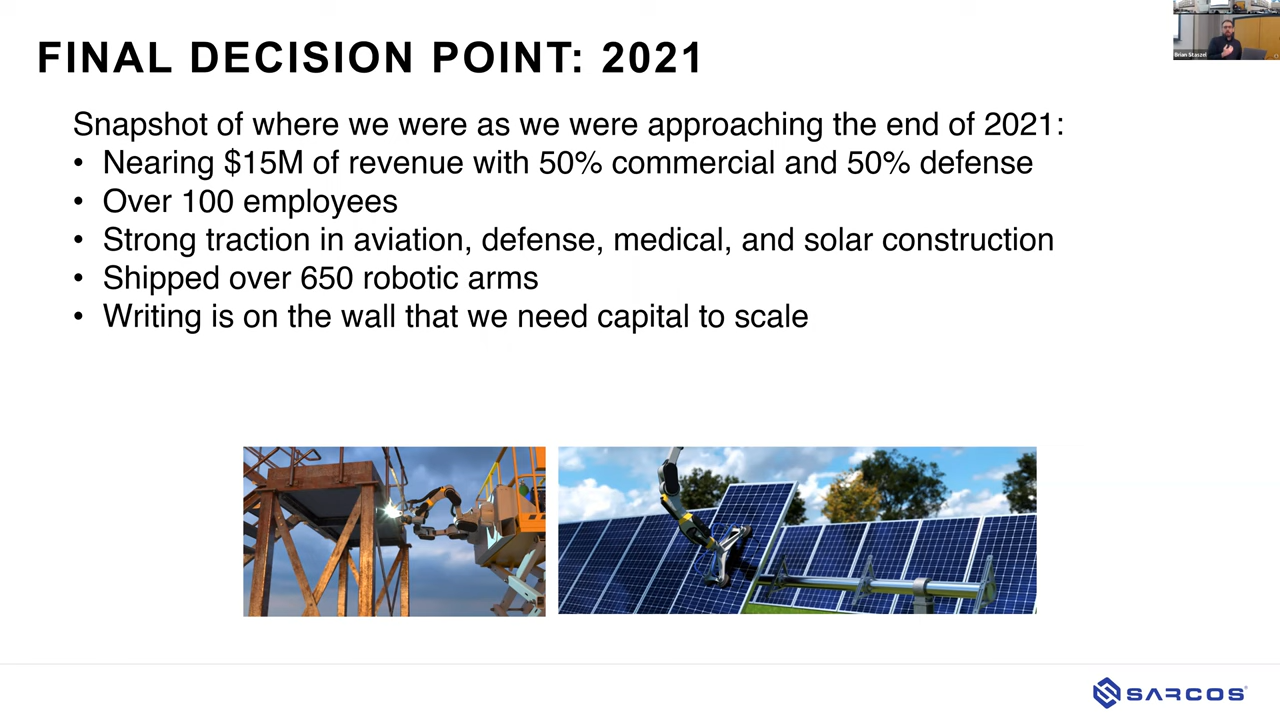 FINAL DECISION POINT: 2021
Brian Staszel
Snapshot of where we were as we were approaching the end of 2021:
• Nearing $15M of revenue with 50% commercial and 50% defense
• Over 100 employees
• Strong traction in aviation, defense, medical, and solar construction
• Shipped over 650 robotic arms
• Writing is on the wall that we need capital to scale
SARCOS